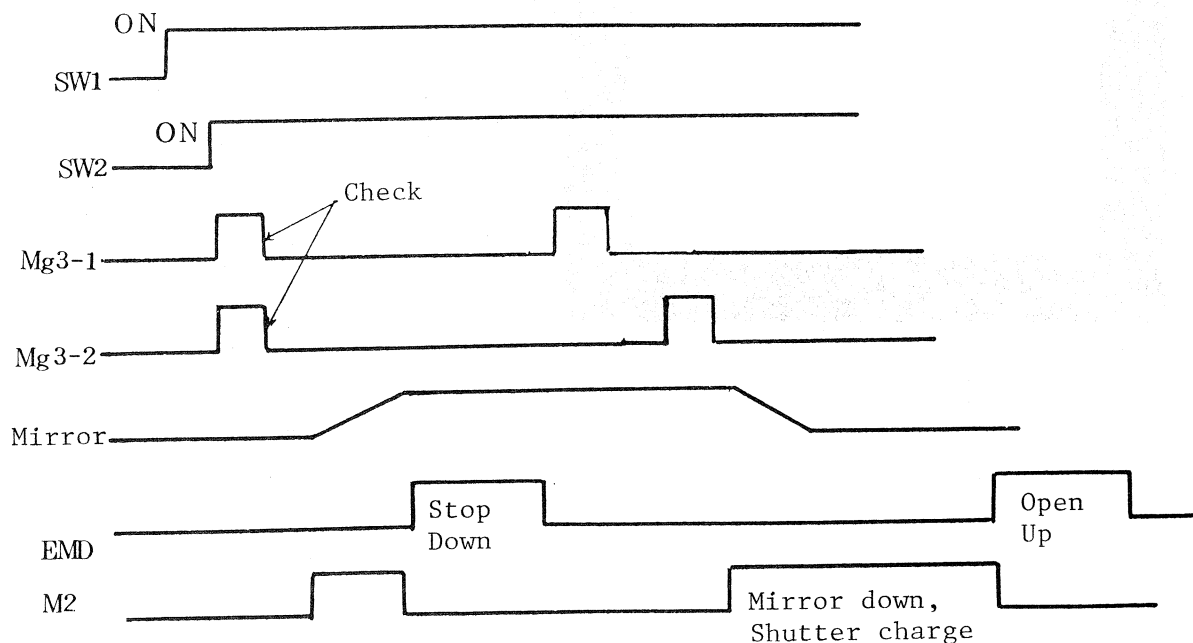 ON
SW1
ON
SW2
Check
Mg3-1
Mg3-2
Mirror
Stop
Down
Open
Up
EMD
M2
Mirror down,
Shutter charge